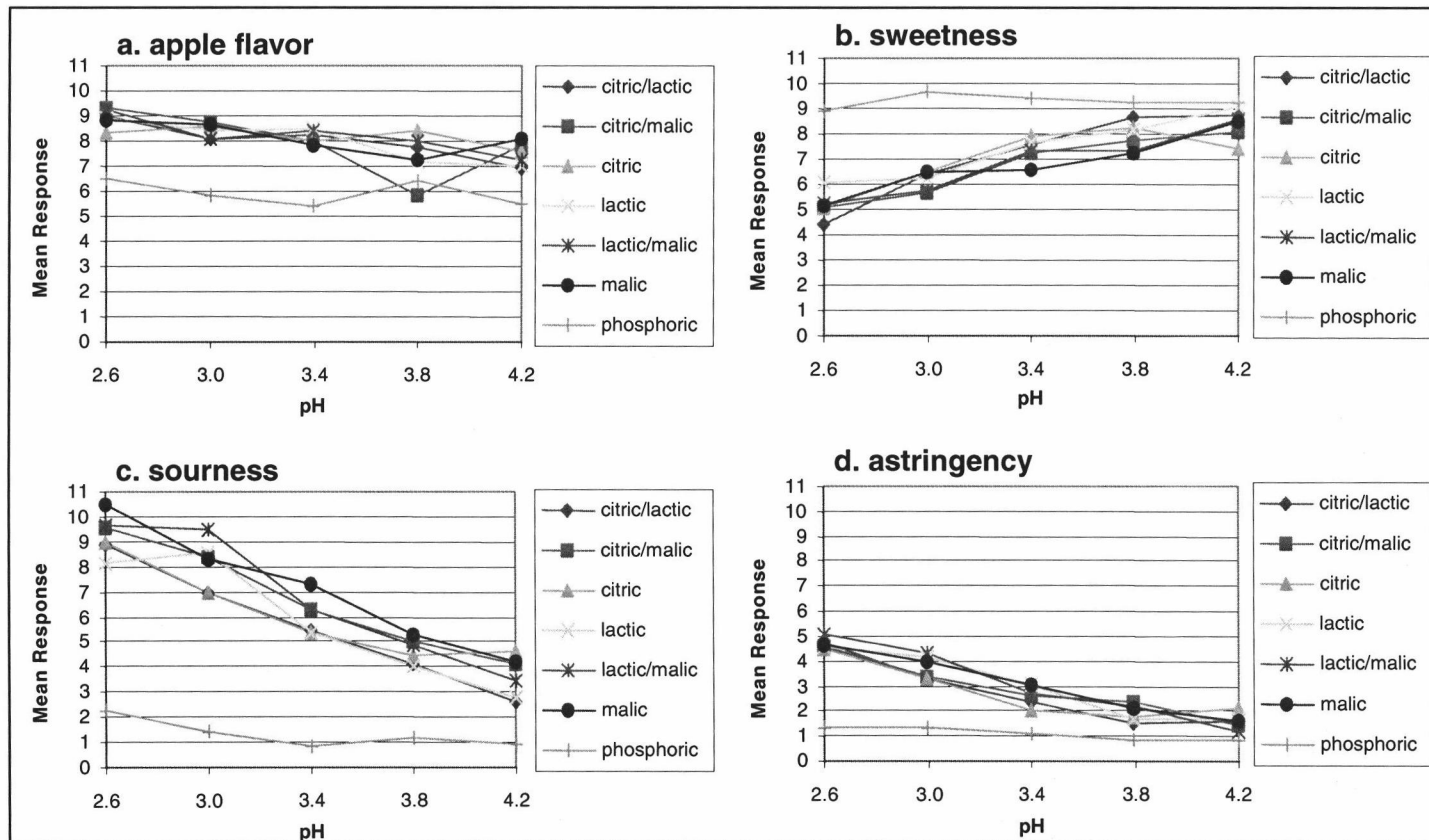 a. apple flavor
Mean Response
11
10
9
8
7
6
5
4
3
2
1
0
2.6 3.0 3.4 3.8 4.2
pH
citric/lactic
citric/malic
citric
lactic
lactic/malic
malic
phosphoric
b. sweetness
Mean Response
11
10
9
8
7
6
5
4
3
2
1
0
2.6 3.0 3.4 3.8 4.2
pH
citric/lactic
citric/malic
citric
lactic
lactic/malic
malic
phosphoric
c. sourness
Mean Response
11
10
9
8
7
6
5
4
3
2
1
0
2.6 3.0 3.4 3.8 4.2
pH
citric/lactic
citric/malic
citric
lactic
lactic/malic
malic
phosphoric
d. astringency
Mean Response
11
10
9
8
7
6
5
4
3
2
1
0
2.6 3.0 3.4 3.8 4.2
pH
citric/lactic
citric/malic
citric
lactic
lactic/malic
malic
phosphoric